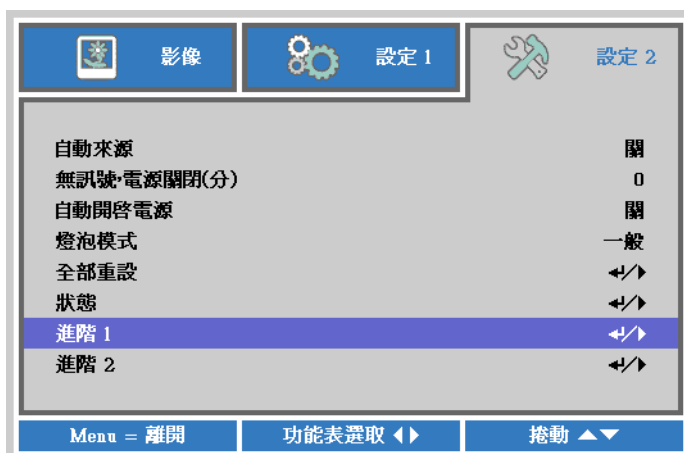 影像 設定 1 設定 2
自動來源 關
無訊號,電源關閉(分) 0
自動開啓電源 關
燈泡模式 一般
全部重設 ↵/▶
狀態 ↵/▶
進階 1 ↵/▶
進階 2 ↵/▶
Menu = 離開 功能表選取 ◀▶ 捲動 ▲▼